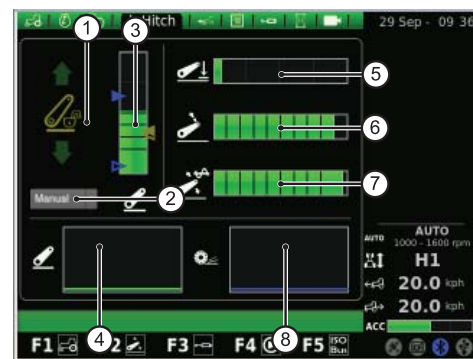 Hitch
29 Sep - 09 36
1
3
5
6
7
Manual
2
AUTO
AUTO
1000 - 1600 rpm
H1
20.0 kph
20.0 kph
ACC
4
8
F1
2
F3
F4
F5
ISO
Bus